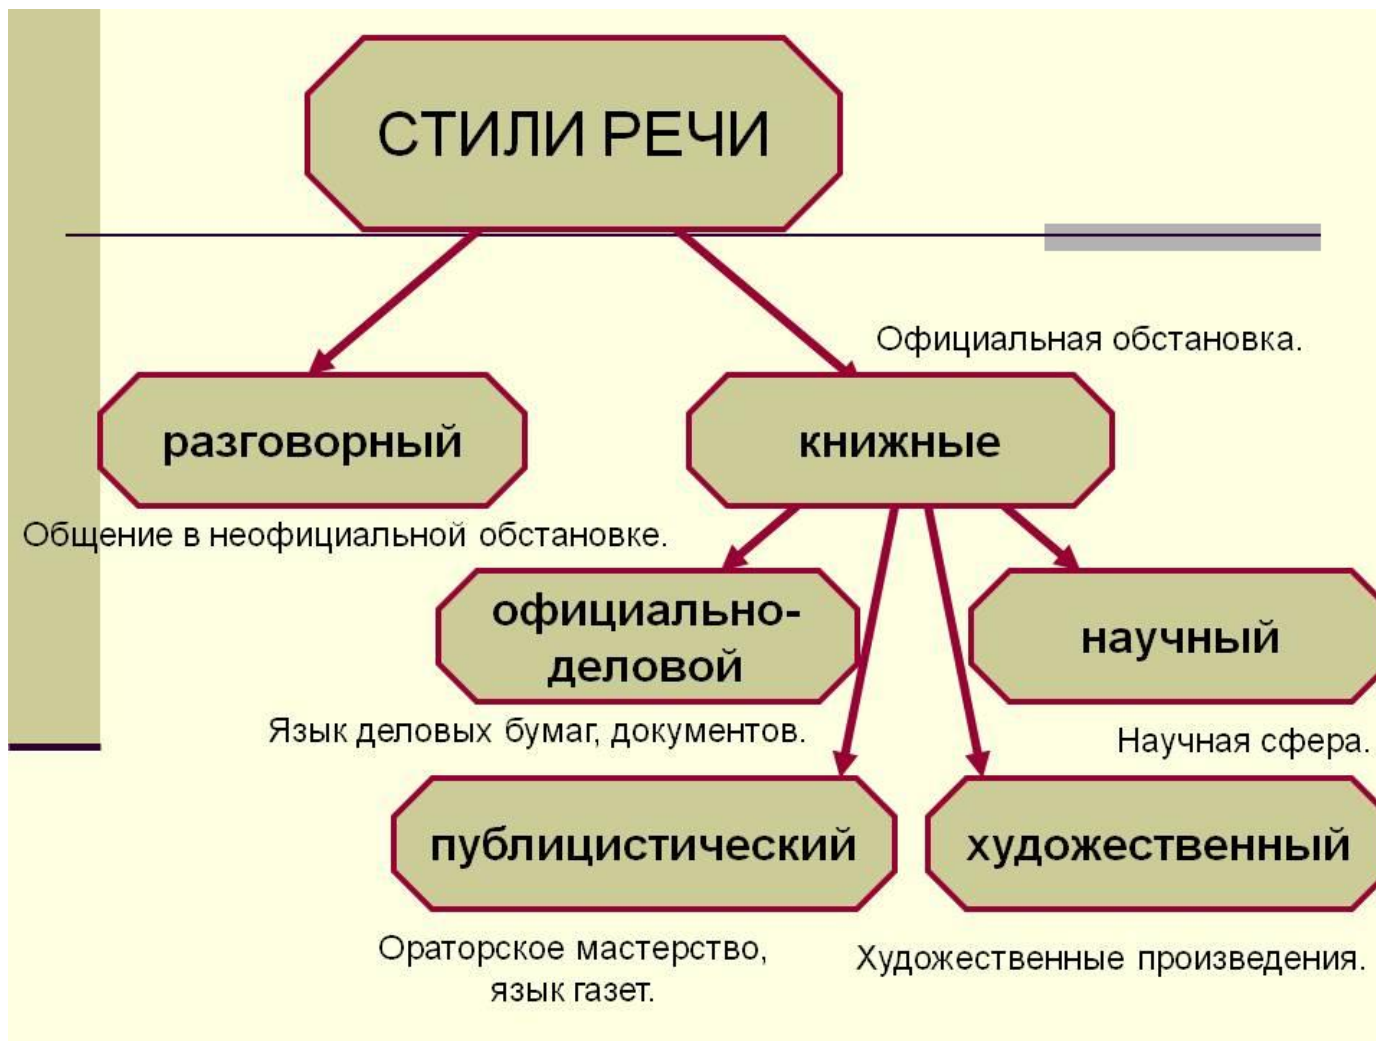 СТИЛИ РЕЧИ
Официальная обстановка.
разговорный
книжные
Общение в неофициальной обстановке.
официально-
деловой
научный
Язык деловых бумаг, документов.
Научная сфера.
публицистический
художественный
Ораторское мастерство,
язык газет.
Художественные произведения.